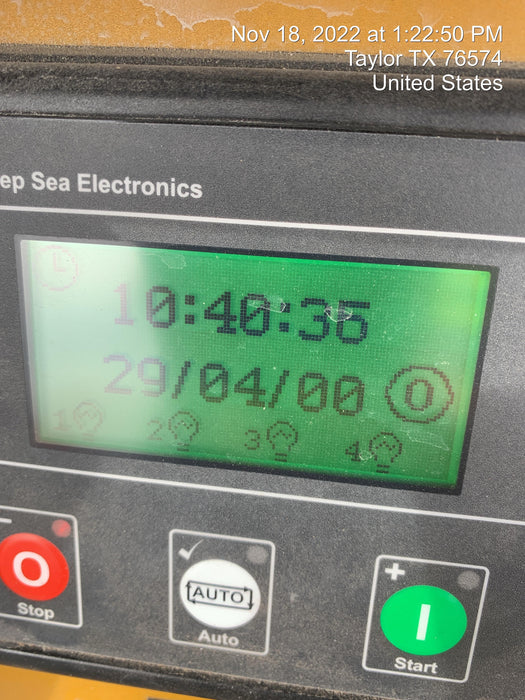 Nov 18, 2022 at 1:22:50 PM
Taylor TX 76574
United States
ep Sea Electronics
10:40:36
29/04/00 0
1 2 3 4
O AUTO I
Stop Auto Start